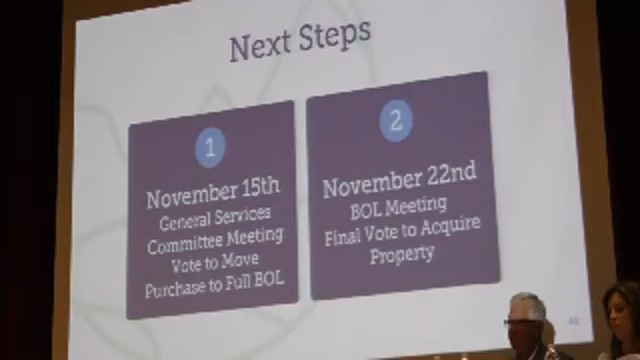 Next Steps
1
November 15th
General Services
Committee Meeting
Vote to Move
Purchase to Full BOL
2
November 22nd
BOL Meeting
Final Vote to Acquire
Property